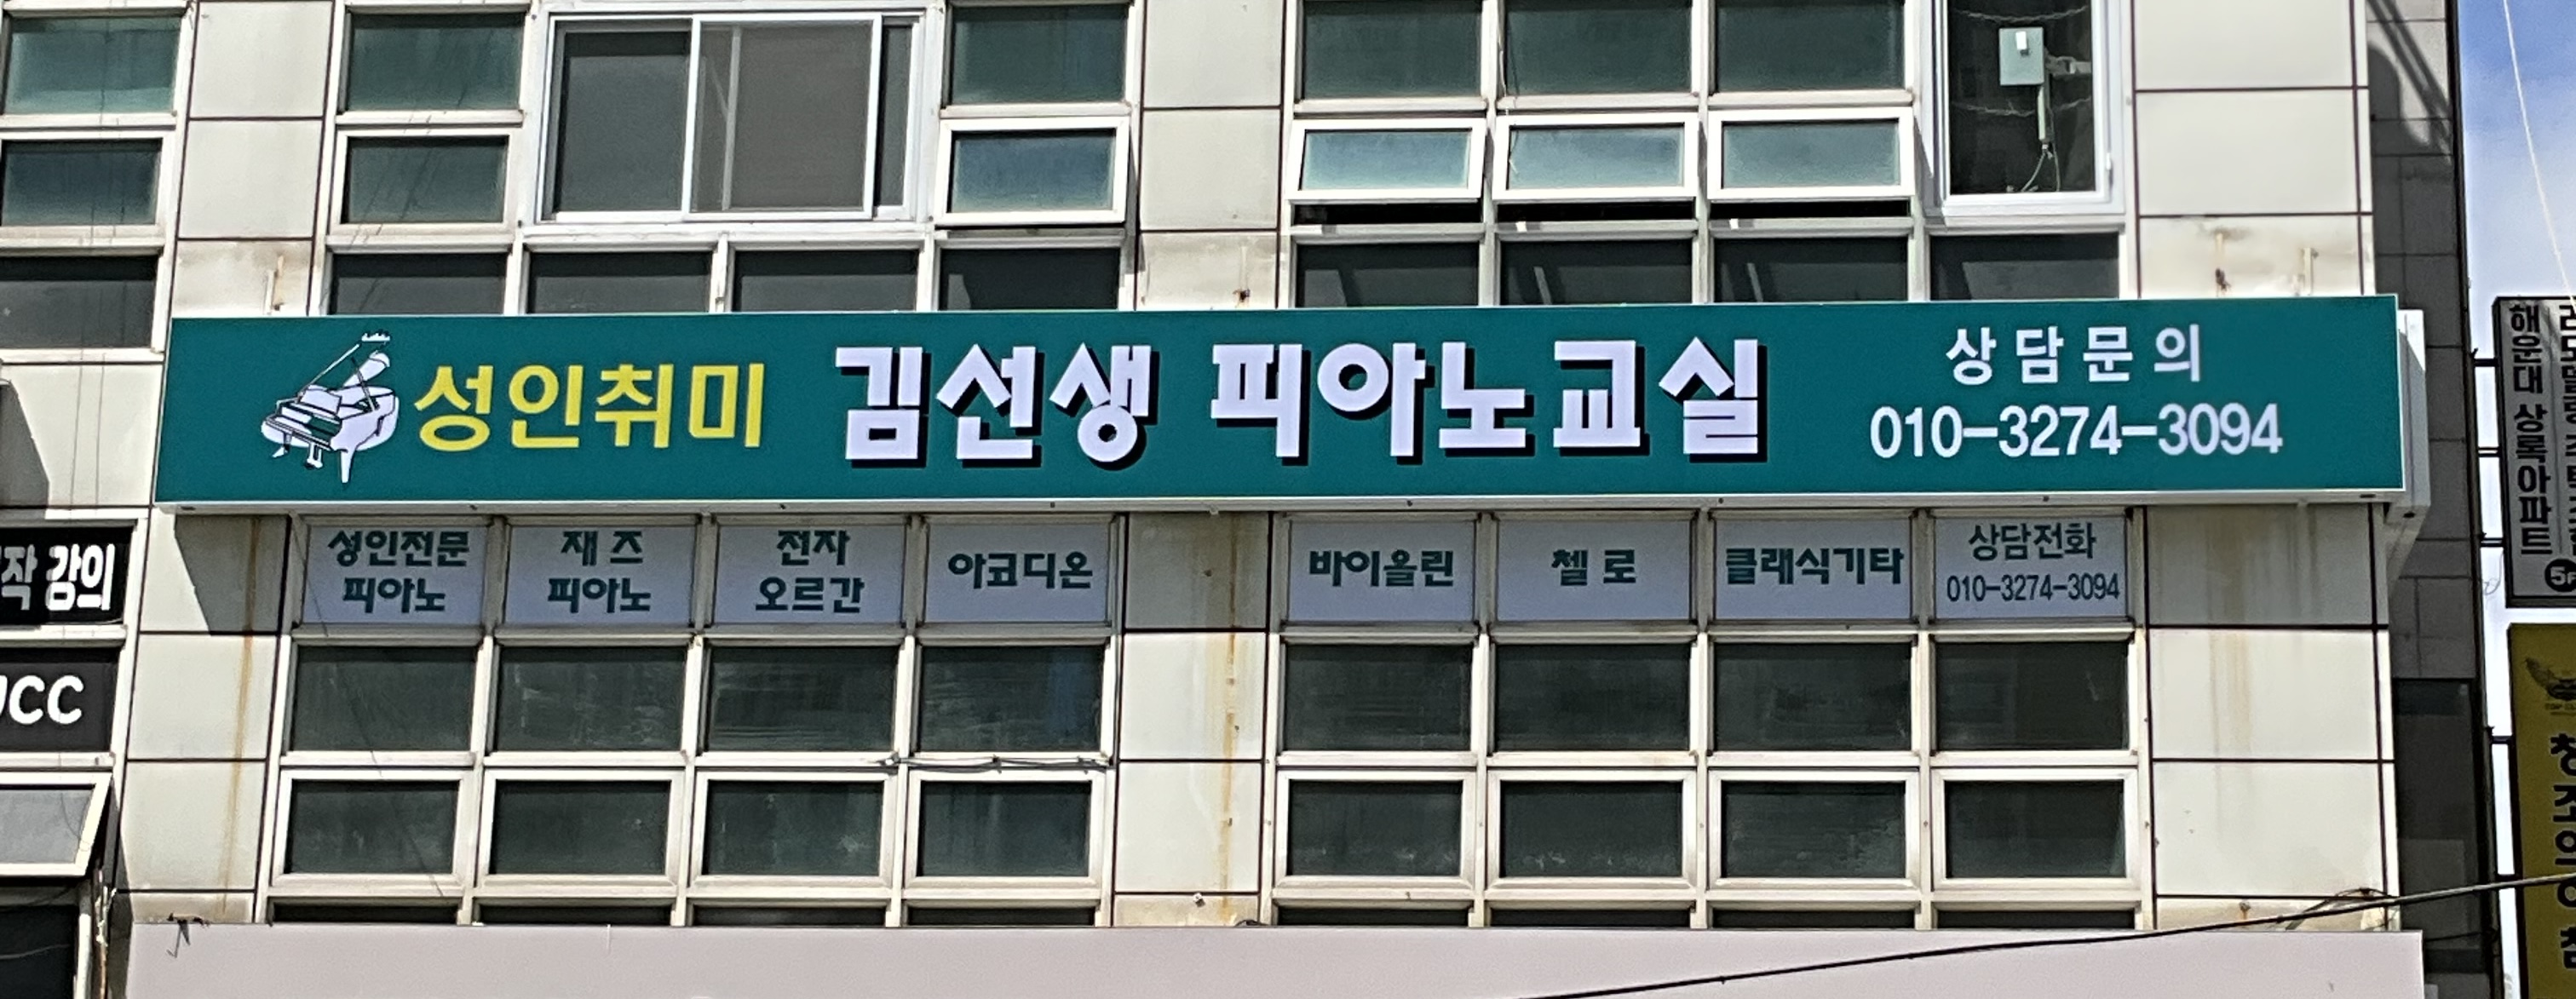 성인취미 김선생 피아노교실
상담문의
010-3274-3094
성인전문
피아노
재즈
피아노
전자
오르간
아코디온
바이올린
첼로
클래식기타
상담전화
010-3274-3094
작 강의
UCC
해운대 상록아파트
5F